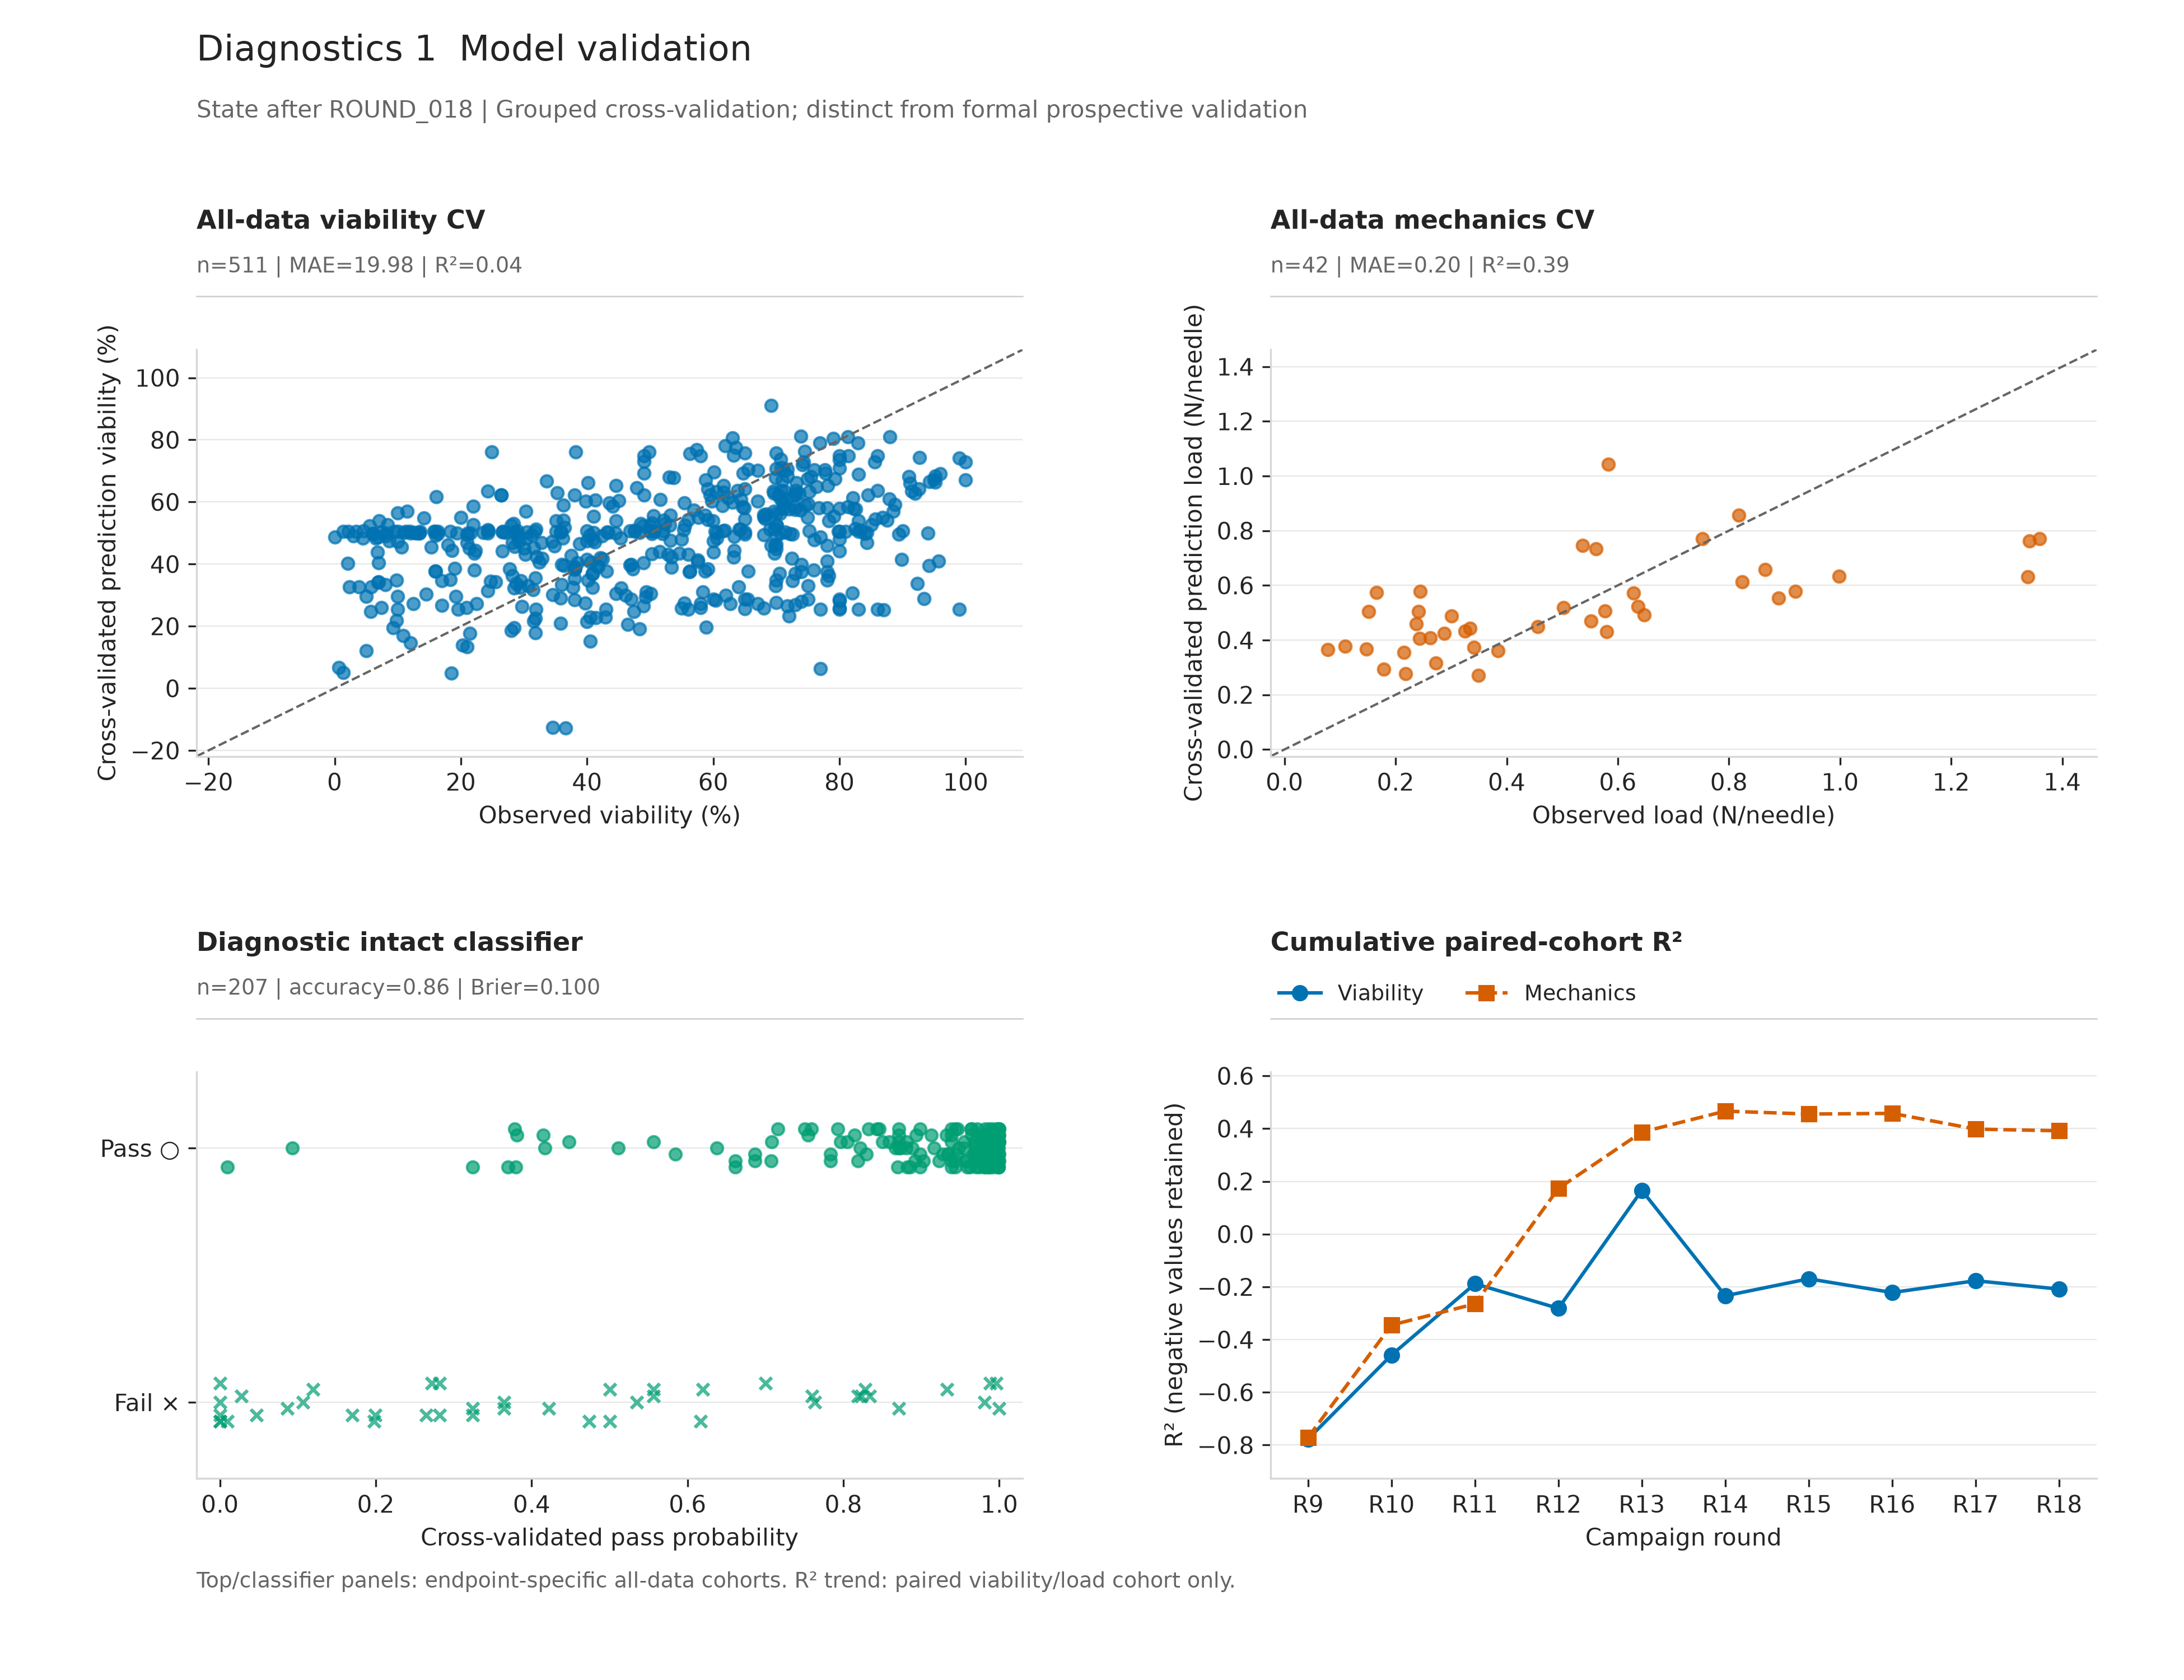 Diagnostics 1  Model validation
State after ROUND_018 | Grouped cross-validation; distinct from formal prospective validation
All-data viability CV
n=511 | MAE=19.98 | R²=0.04
Cross-validated prediction viability (%)
100
80
60
40
20
0
−20
−20 0 20 40 60 80 100
Observed viability (%)
All-data mechanics CV
n=42 | MAE=0.20 | R²=0.39
Cross-validated prediction load (N/needle)
1.4
1.2
1.0
0.8
0.6
0.4
0.2
0.0
0.0 0.2 0.4 0.6 0.8 1.0 1.2 1.4
Observed load (N/needle)
Diagnostic intact classifier
n=207 | accuracy=0.86 | Brier=0.100
Pass ○
Fail ×
0.0 0.2 0.4 0.6 0.8 1.0
Cross-validated pass probability
Cumulative paired-cohort R²
Viability Mechanics
R² (negative values retained)
0.6
0.4
0.2
0.0
−0.2
−0.4
−0.6
−0.8
R9 R10 R11 R12 R13 R14 R15 R16 R17 R18
Campaign round
Top/classifier panels: endpoint-specific all-data cohorts. R² trend: paired viability/load cohort only.